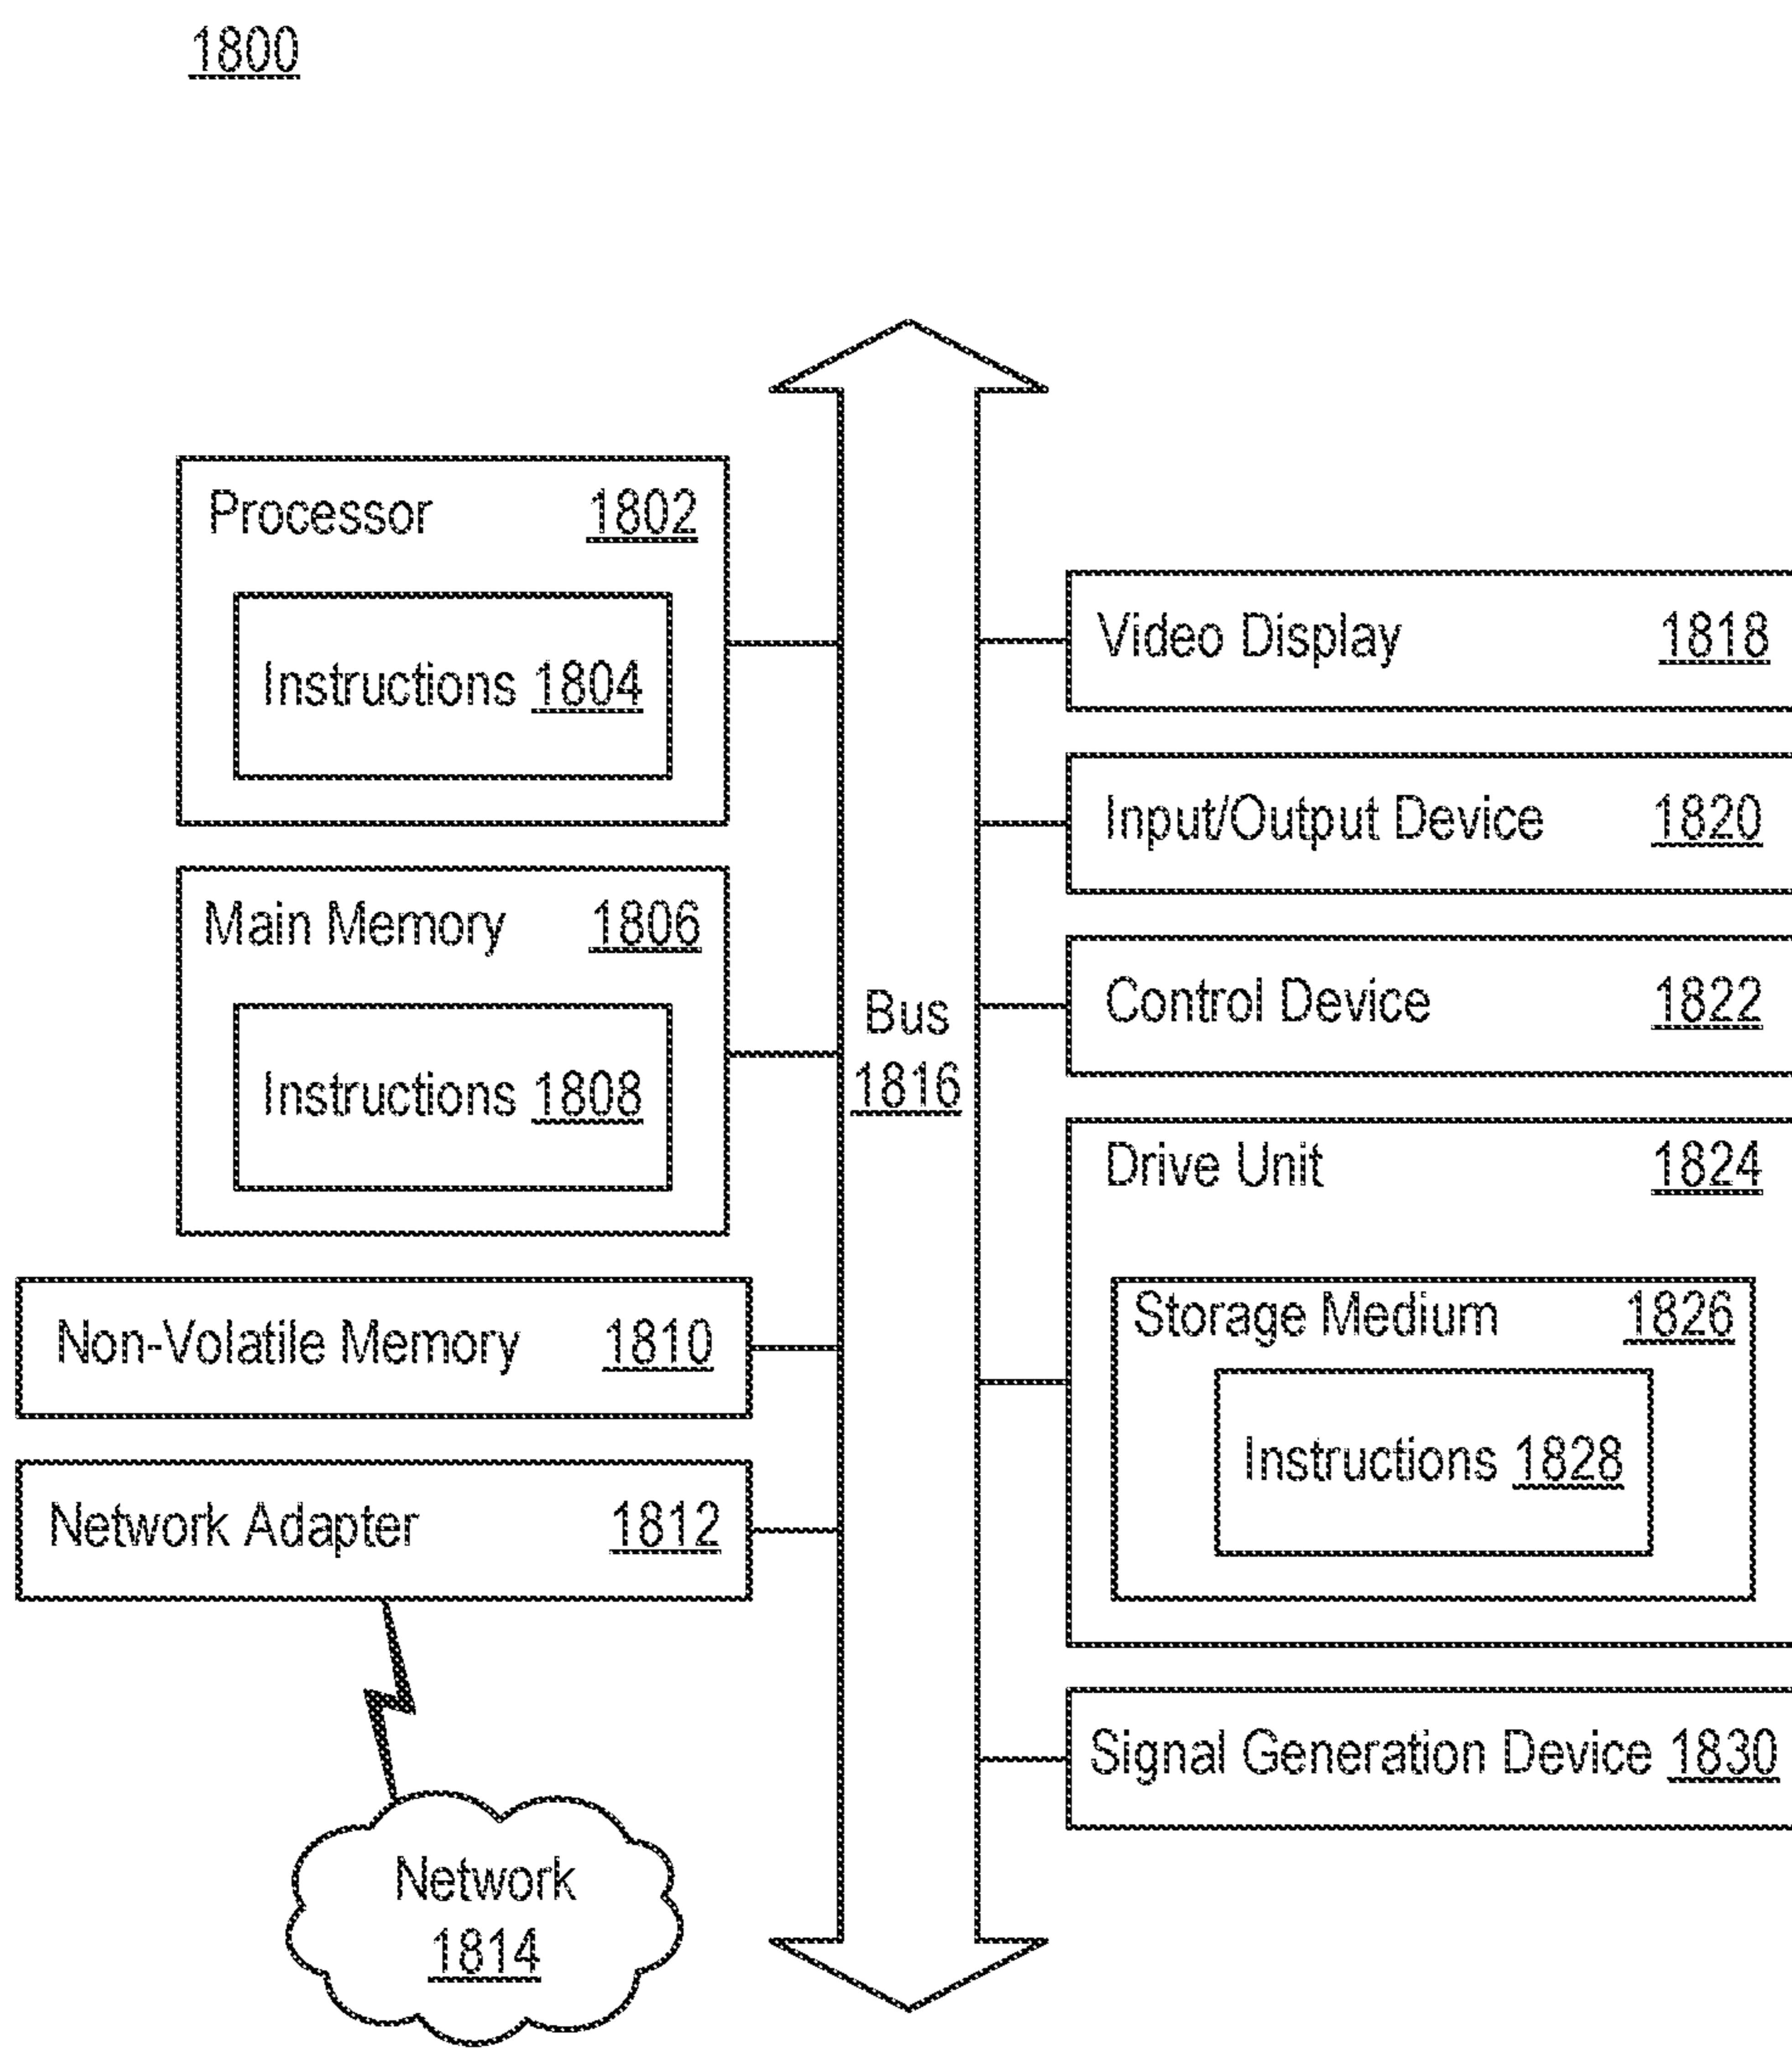 1800
Processor 1802
Instructions 1804
Main Memory 1806
Instructions 1808
Non-Volatile Memory 1810
Network Adapter 1812
Network
1814
Bus
1816
Video Display 1818
Input/Output Device 1820
Control Device 1822
Drive Unit 1824
Storage Medium 1826
Instructions 1828
Signal Generation Device 1830